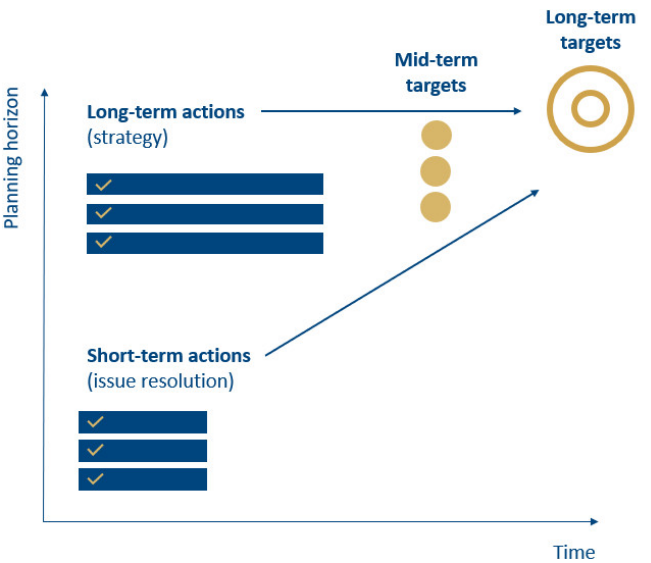 Long-term
targets
Mid-term
targets
Planning horizon
Long-term actions
(strategy)
Short-term actions
(issue resolution)
Time